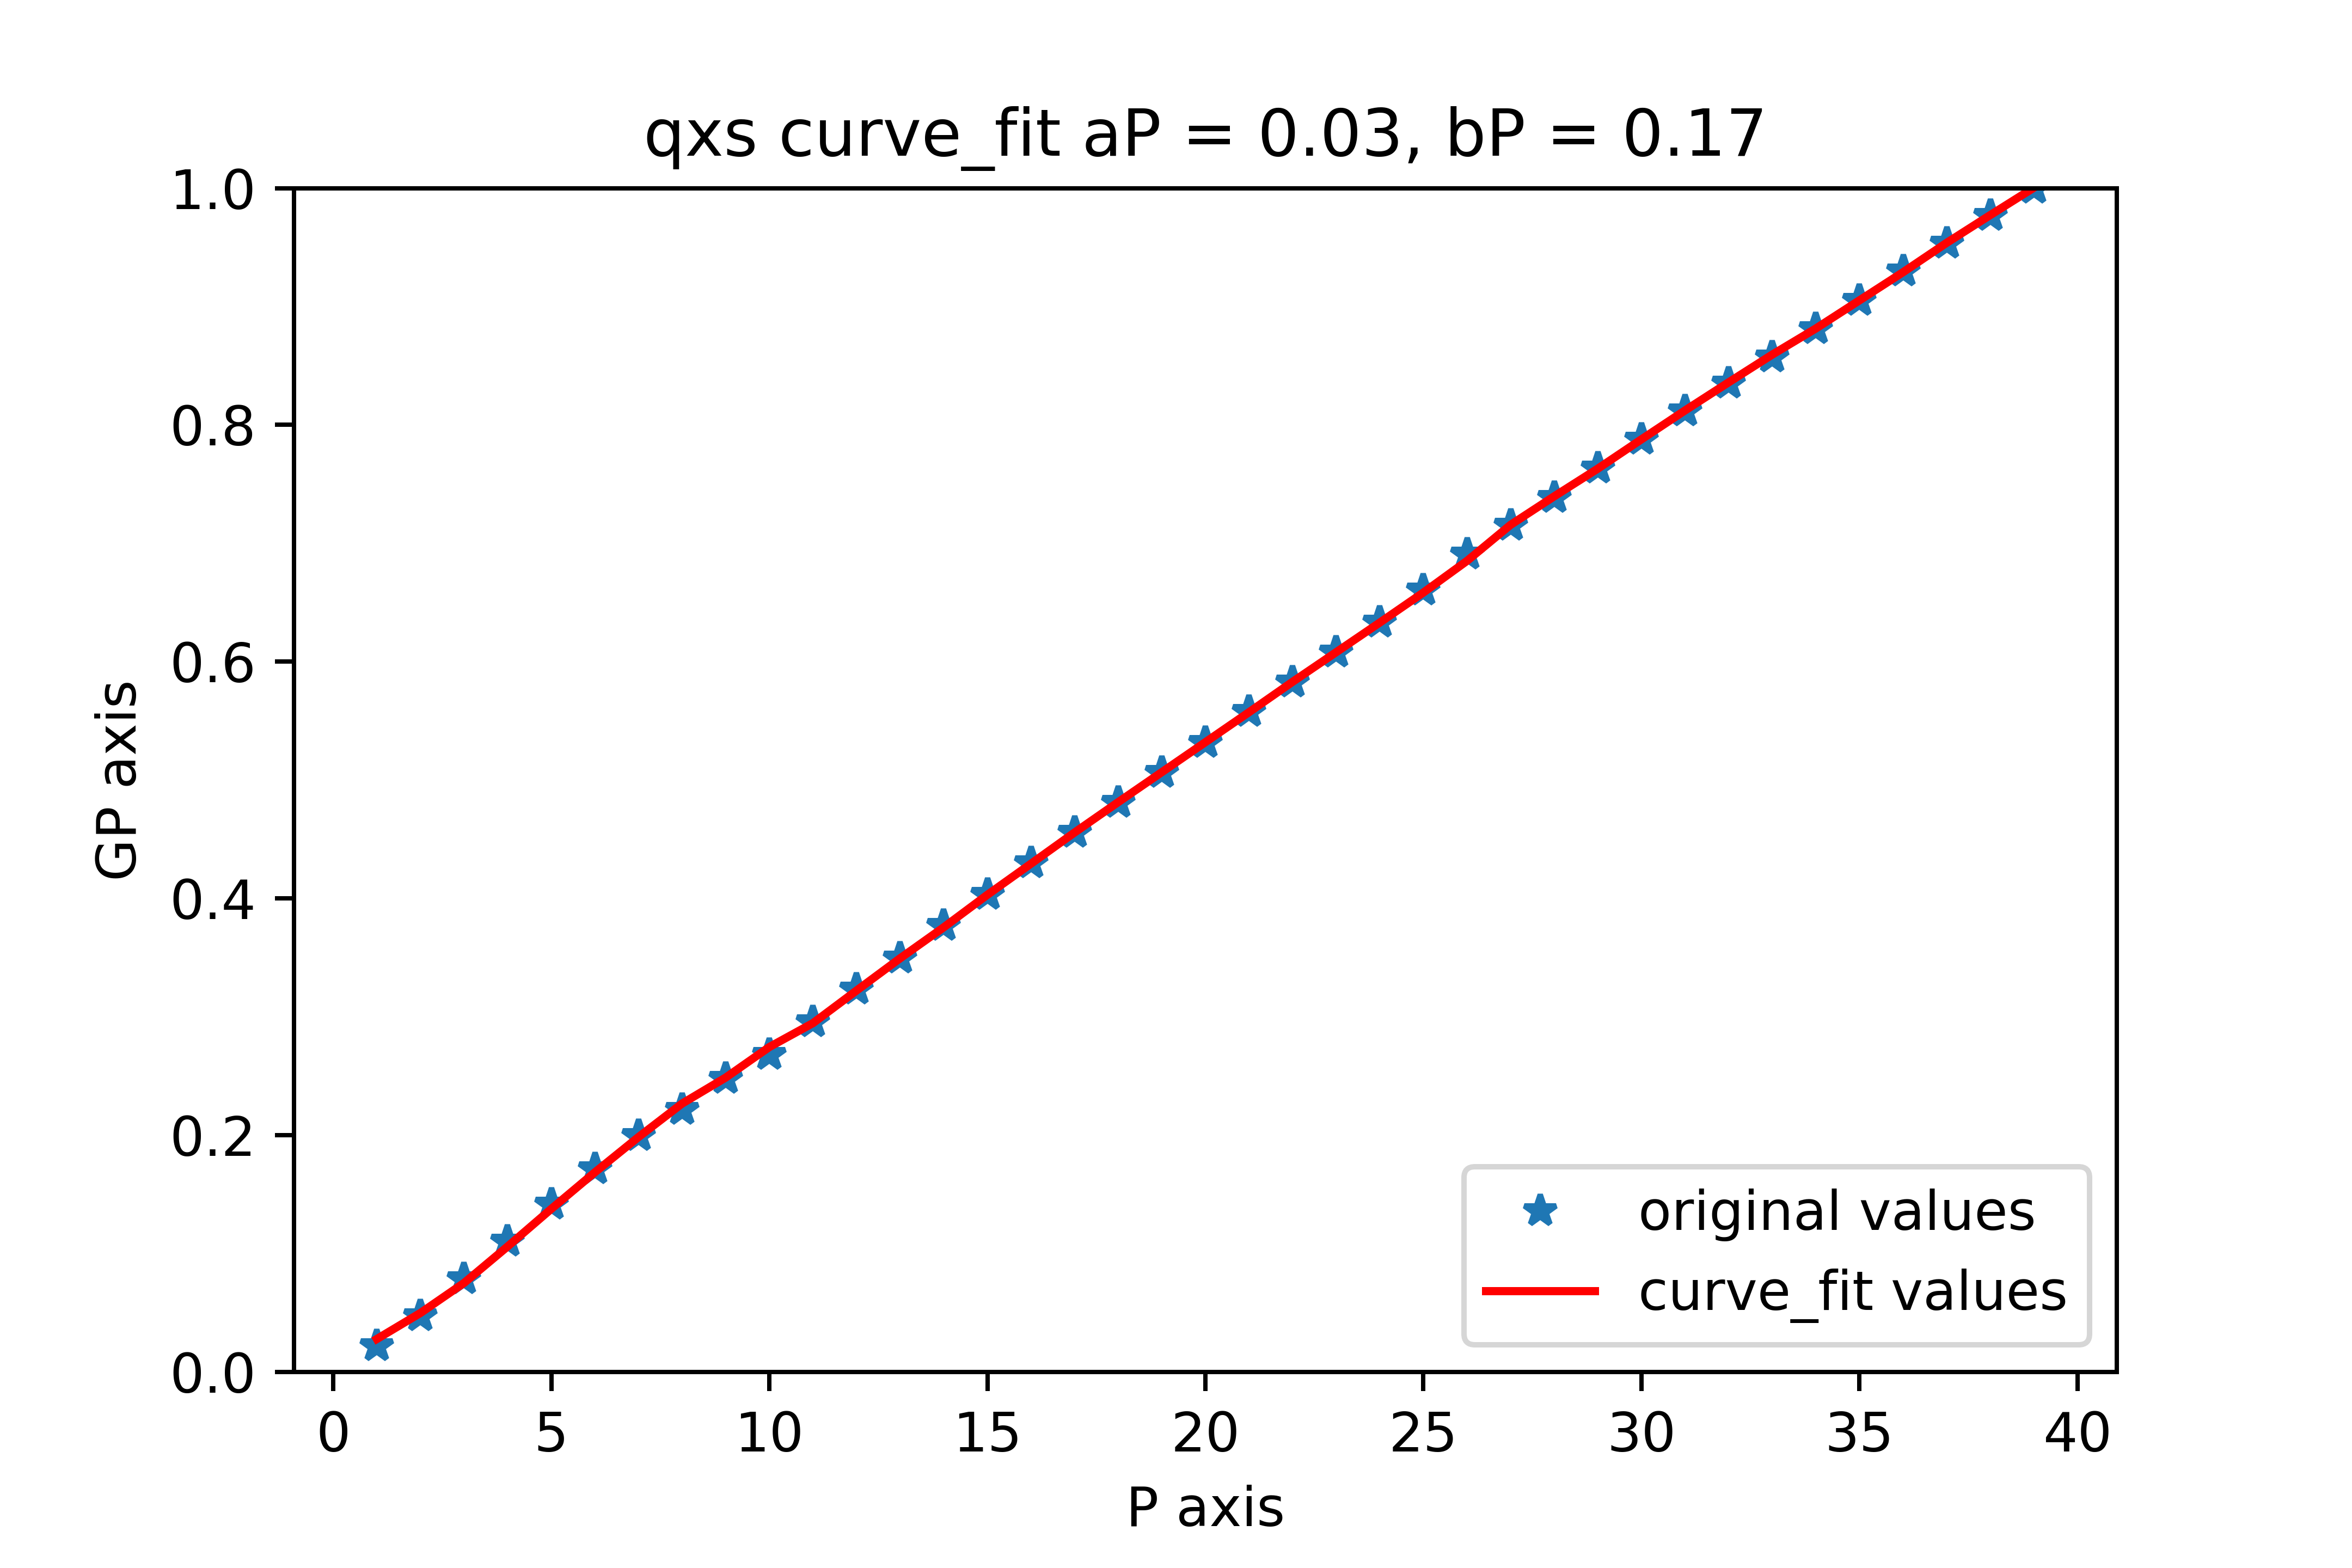 qxs curve_fit aP = 0.03, bP = 0.17
1.0
0.8
0.6
0.4
0.2
0.0
GP axis
original values
curve_fit values
0 5 10 15 20 25 30 35 40
P axis